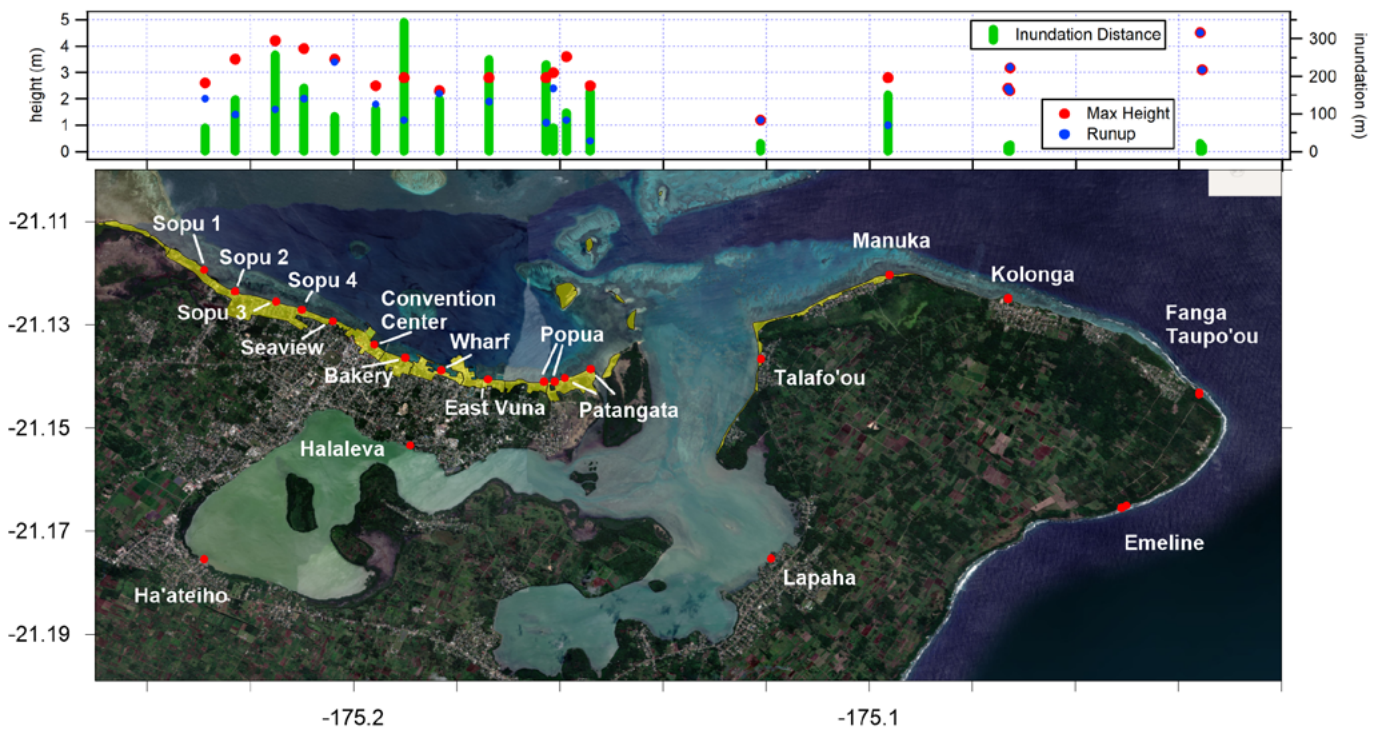 5
4
3
2
1
0
height (m)
Inundation Distance
Max Height
Runup
300
200
100
0
inundation (m)
-21.11
-21.13
-21.15
-21.17
-21.19
Sopu 1
Sopu 2
Sopu 3
Sopu 4
Seaview
Convention
Center
Bakery
Wharf
East Vuna
Popua
Patangata
Halaleva
Ha'ateiho
Manuka
Kolonga
Fanga
Taupo'ou
Talafo'ou
Lapaha
Emeline
-175.2
-175.1